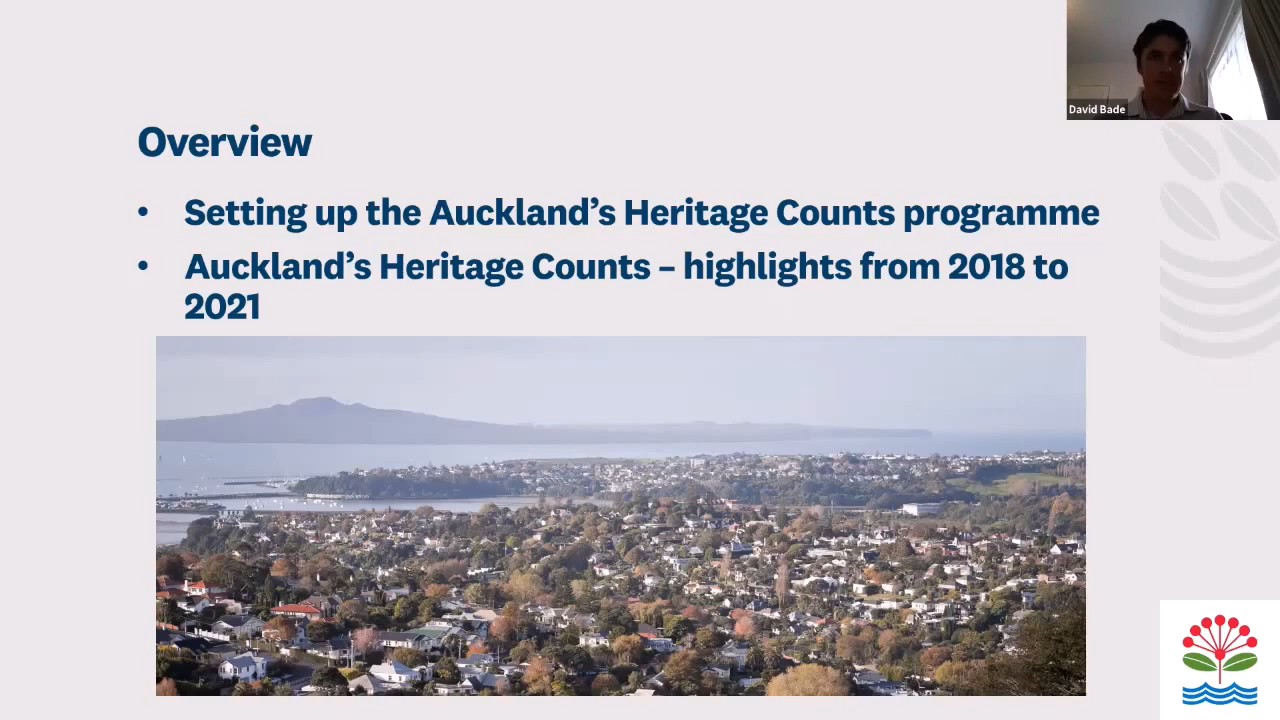 David Bade
Overview
• Setting up the Auckland's Heritage Counts programme
• Auckland's Heritage Counts – highlights from 2018 to
2021